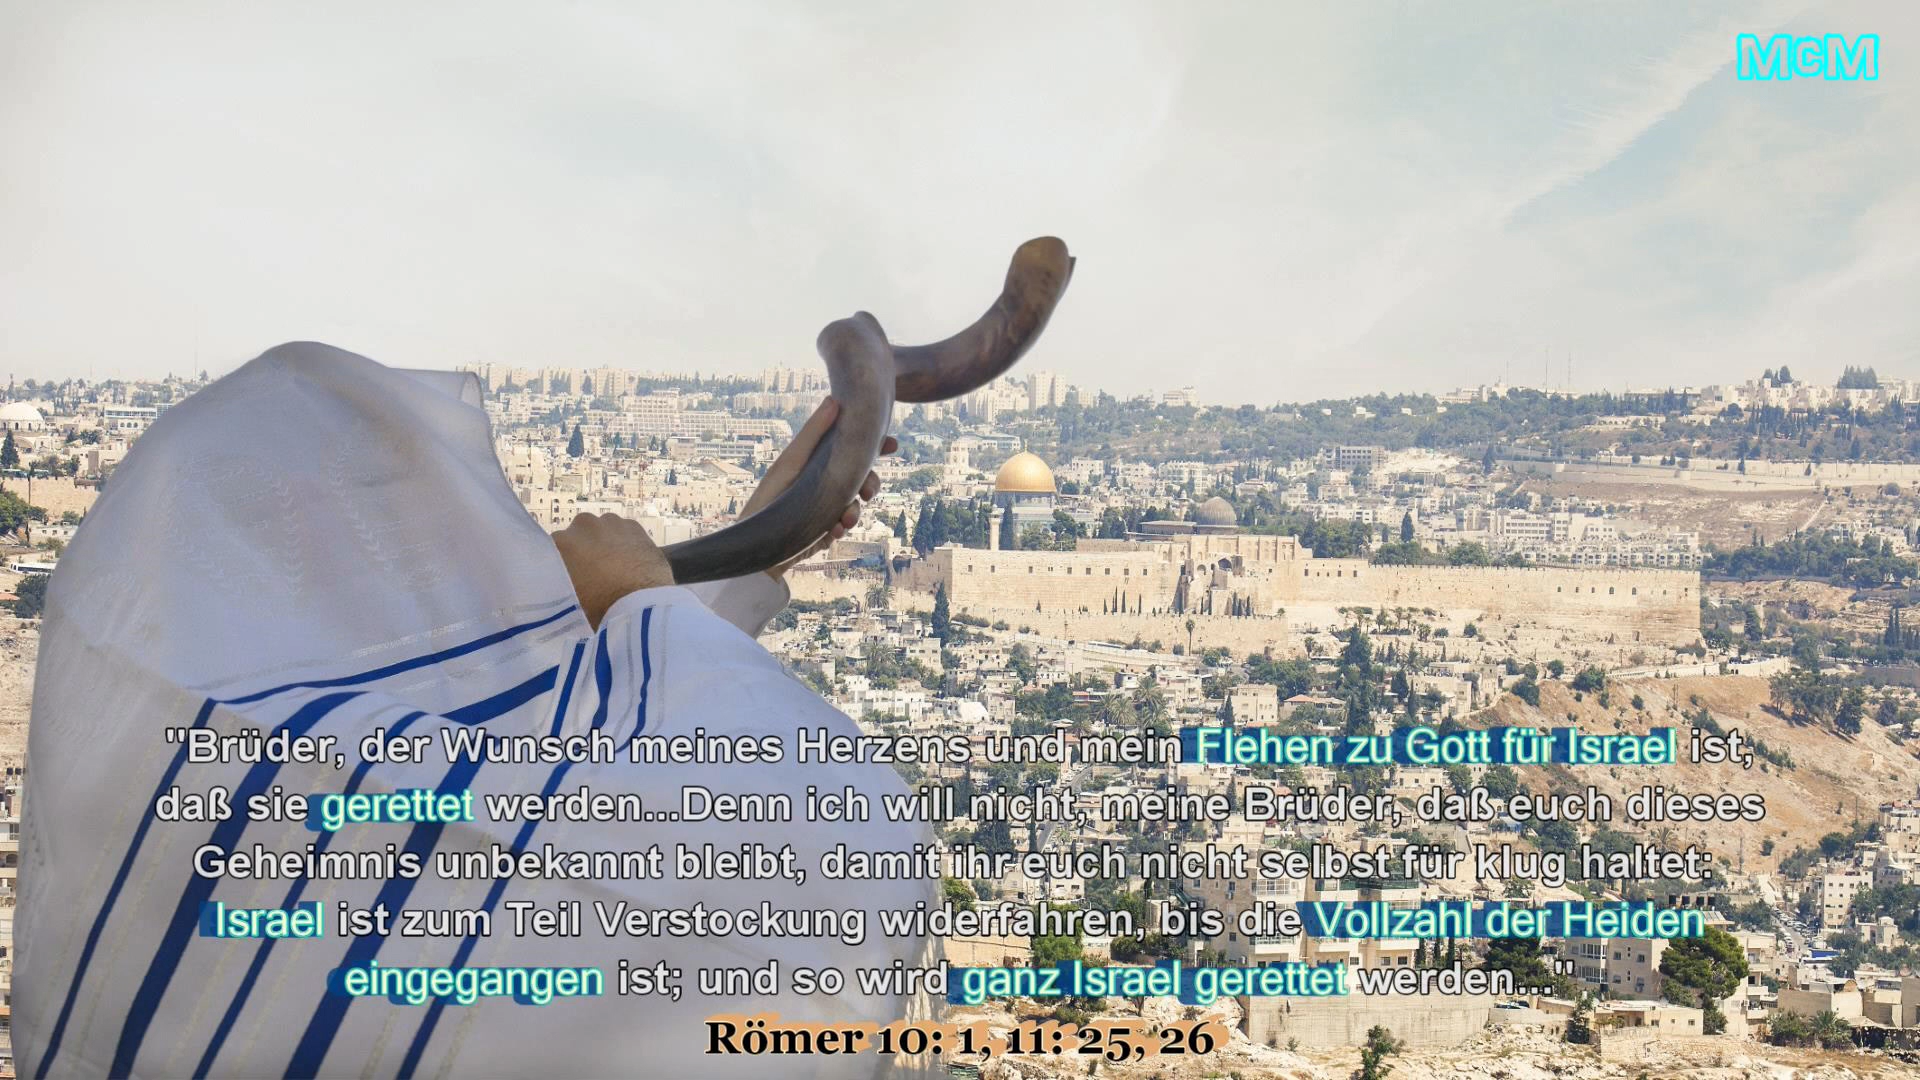 McM
"Brüder, der Wunsch meines Herzens und mein Flehen zu Gott für Israel ist,
daß sie gerettet werden...Denn ich will nicht, meine Brüder, daß euch dieses
Geheimnis unbekannt bleibt, damit ihr euch nicht selbst für klug haltet:
Israel ist zum Teil Verstockung widerfahren, bis die Vollzahl der Heiden
eingegangen ist; und so wird ganz Israel gerettet werden..."
Römer 10: 1, 11: 25, 26